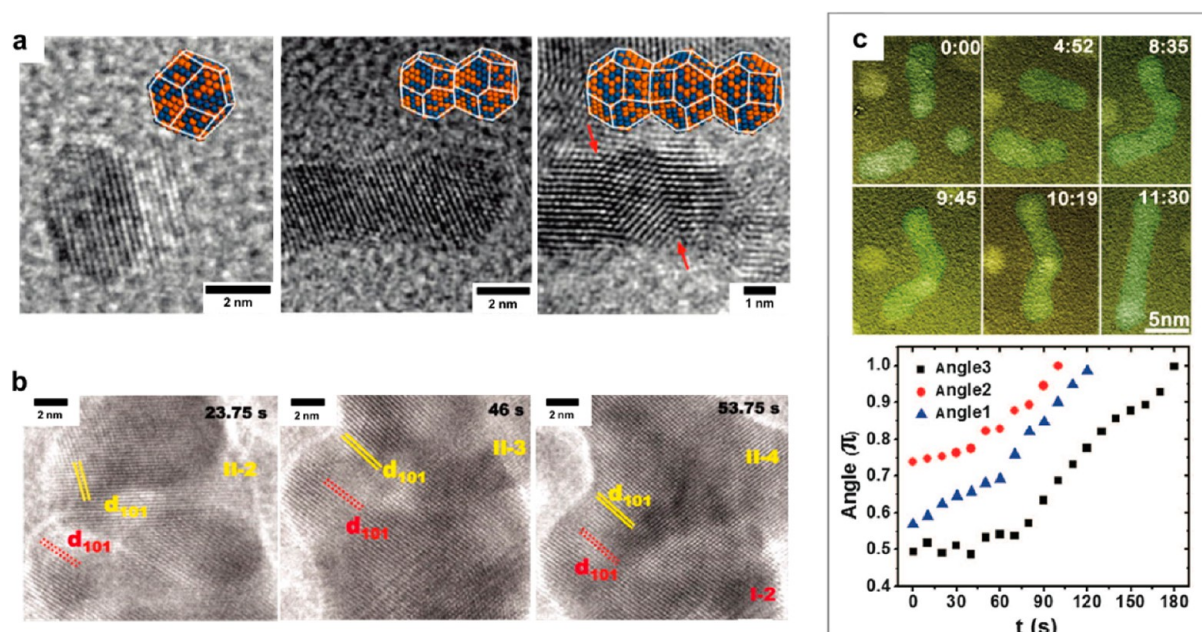 a
2 nm
2 nm
1 nm
b
2 nm
23.75 s
II-2
d101
d101
2 nm
46 s
II-3
d101
d101
2 nm
53.75 s
II-4
d101
d101
I-2
c
0:00
4:52
8:35
9:45
10:19
11:30
5nm
Angle (π)
1.0
0.9
0.8
0.7
0.6
0.5
0.4
Angle3
Angle2
Angle1
0 30 60 90 120 150 180
t (s)